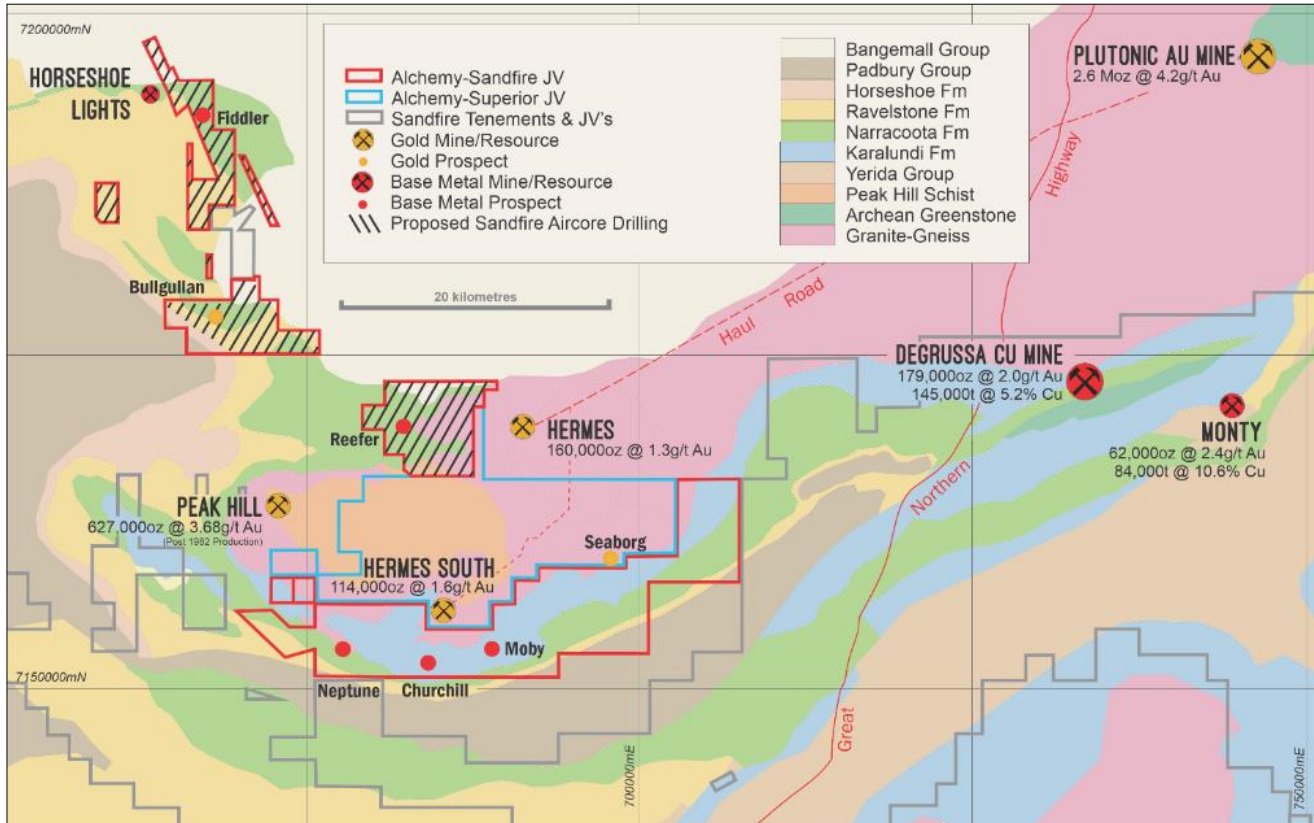 7200000mN
HORSESHOE
LIGHTS
Fiddler
Bullgullan
Alchemy-Sandfire JV
Alchemy-Superior JV
Sandfire Tenements & JV's
Gold Mine/Resource
Gold Prospect
Base Metal Mine/Resource
Base Metal Prospect
Proposed Sandfire Aircore Drilling
20 kilometres
Bangemall Group
Padbury Group
Horseshoe Fm
Ravelstone Fm
Narracoota Fm
Karalundi Fm
Yerida Group
Peak Hill Schist
Archean Greenstone
Granite-Gneiss
PLUTONIC AU MINE
2.6 Moz @ 4.2g/t Au
Highway
Haul Road
DEGRUSSA CU MINE
179,000oz @ 2.0g/t Au
145,000t @ 5.2% Cu
MONTY
62,000oz @ 2.4g/t Au
84,000t @ 10.6% Cu
Reefer
HERMES
160,000oz @ 1.3g/t Au
PEAK HILL
627,000oz @ 3.68g/t Au
(Post 1982 Production)
Northern
Seaborg
HERMES SOUTH
114,000oz @ 1.6g/t Au
Moby
Neptune
Churchill
7150000mN
Great
700000mE
750000mE